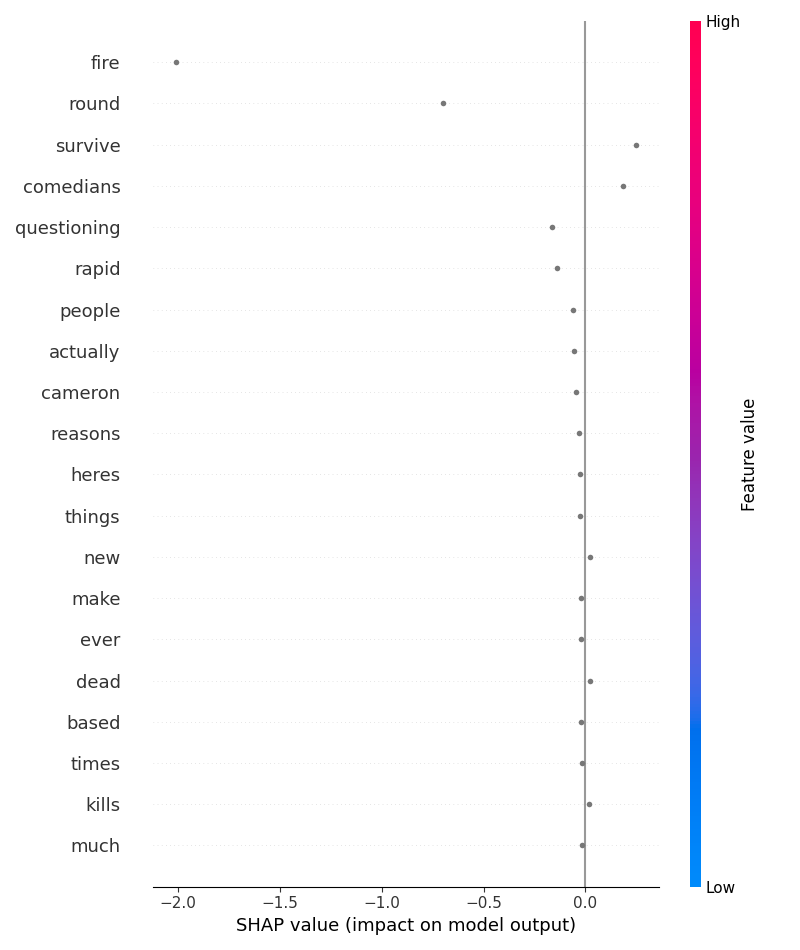 High
fire
round
survive
comedians
questioning
rapid
people
actually
cameron
reasons
heres
things
new
make
ever
dead
based
times
kills
much
Feature value
Low
−2.0 −1.5 −1.0 −0.5 0.0
SHAP value (impact on model output)